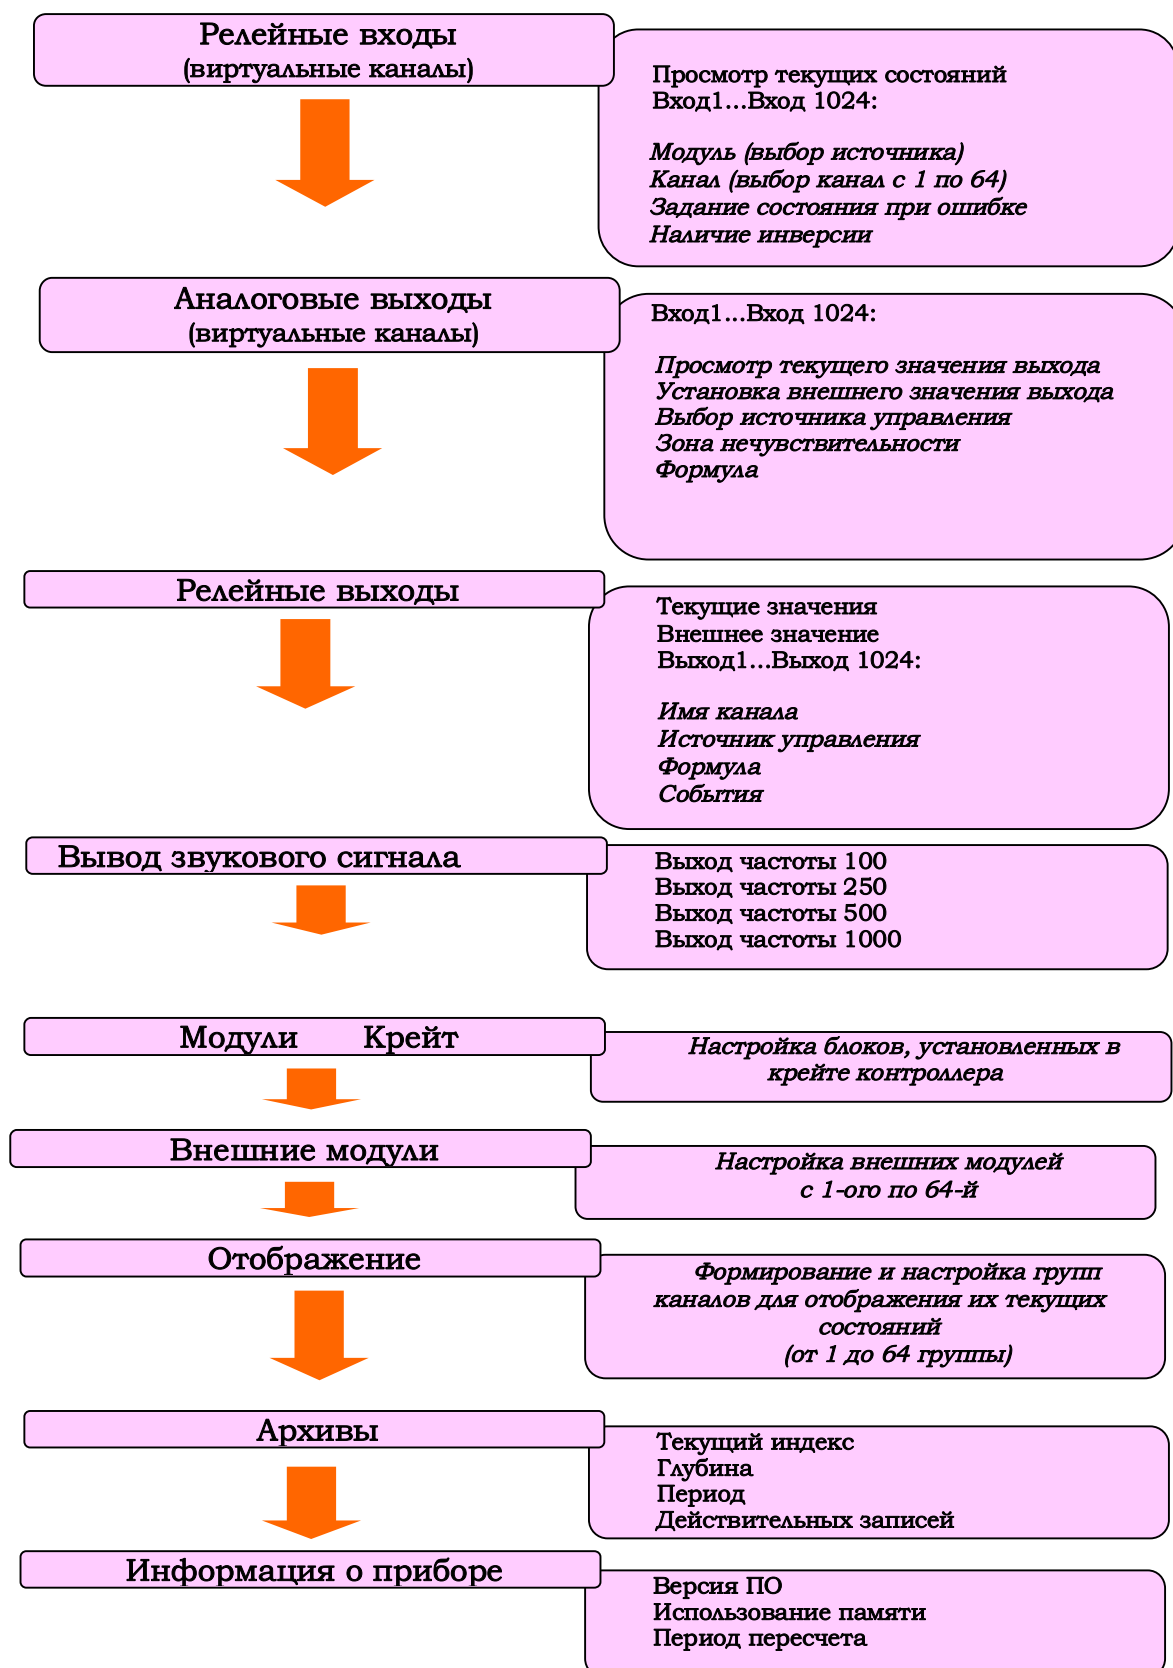 Релейные входы
(виртуальные каналы)
Просмотр текущих состояний
Вход1...Вход 1024:
Модуль (выбор источника)
Канал (выбор канал с 1 по 64)
Задание состояния при ошибке
Наличие инверсии
Аналоговые выходы
(виртуальные каналы)
Вход1...Вход 1024:
Просмотр текущего значения выхода
Установка внешнего значения выхода
Выбор источника управления
Зона нечувствительности
Формула
Релейные выходы
Текущие значения
Внешнее значение
Выход1...Выход 1024:
Имя канала
Источник управления
Формула
События
Вывод звукового сигнала
Выход частоты 100
Выход частоты 250
Выход частоты 500
Выход частоты 1000
Модули Крейт
Настройка блоков, установленных в
крейте контроллера
Внешние модули
Настройка внешних модулей
с 1-ого по 64-й
Отображение
Формирование и настройка групп
каналов для отображения их текущих
состояний
(от 1 до 64 группы)
Архивы
Текущий индекс
Глубина
Период
Действительных записей
Информация о приборе
Версия ПО
Использование памяти
Период пересчета